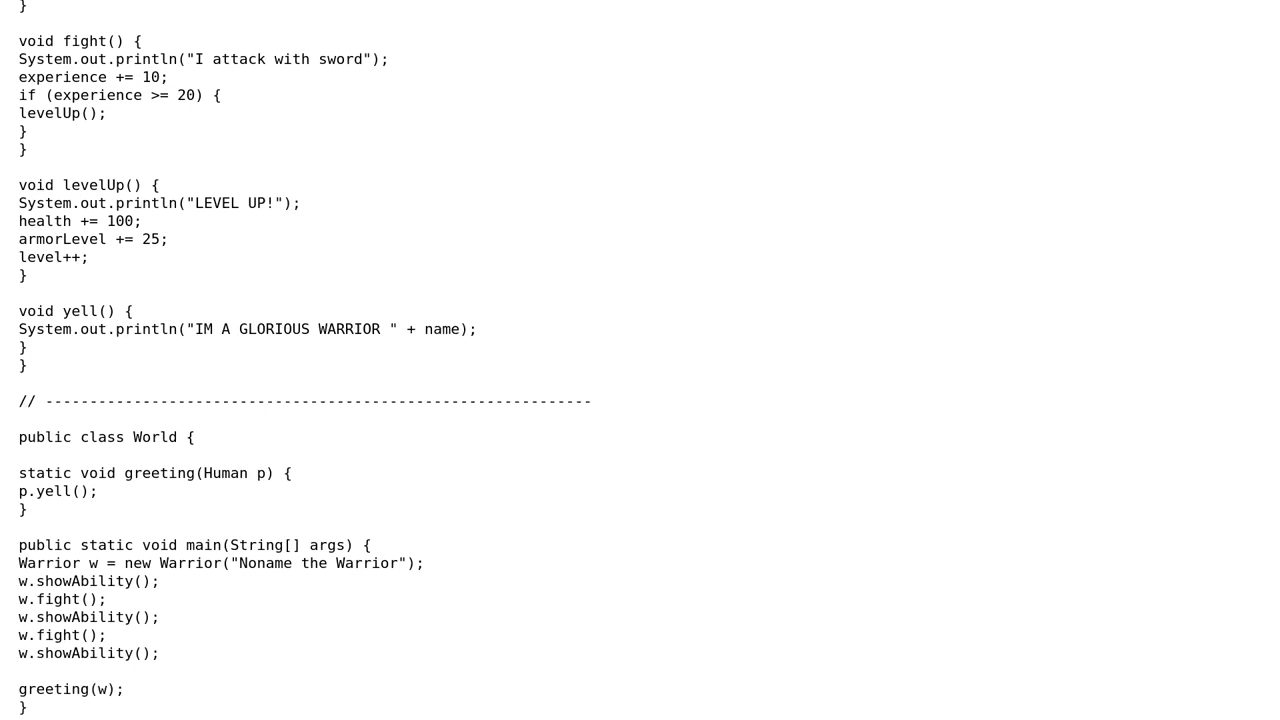 }

void fight() {
System.out.println("I attack with sword");
experience += 10;
if (experience >= 20) {
levelUp();
}
}

void levelUp() {
System.out.println("LEVEL UP!");
health += 100;
armorLevel += 25;
level++;
}

void yell() {
System.out.println("IM A GLORIOUS WARRIOR " + name);
}
}

// --------------------------------------------------------------

public class World {

static void greeting(Human p) {
p.yell();
}

public static void main(String[] args) {
Warrior w = new Warrior("Noname the Warrior");
w.showAbility();
w.fight();
w.showAbility();
w.fight();
w.showAbility();

greeting(w);
}